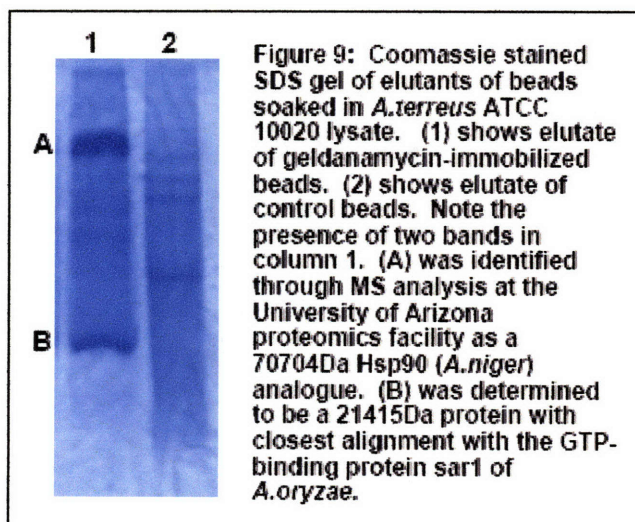 1 2
A
B
Figure 9: Coomassie stained
SDS gel of elutants of beads
soaked in A.terreus ATCC
10020 lysate. (1) shows elutate
of geldanamycin-immobilized
beads. (2) shows elutate of
control beads. Note the
presence of two bands in
column 1. (A) was identified
through MS analysis at the
University of Arizona
proteomics facility as a
70704Da Hsp90 (A.niger)
analogue. (B) was determined
to be a 21415Da protein with
closest alignment with the GTP-
binding protein sar1 of
A.oryzae.